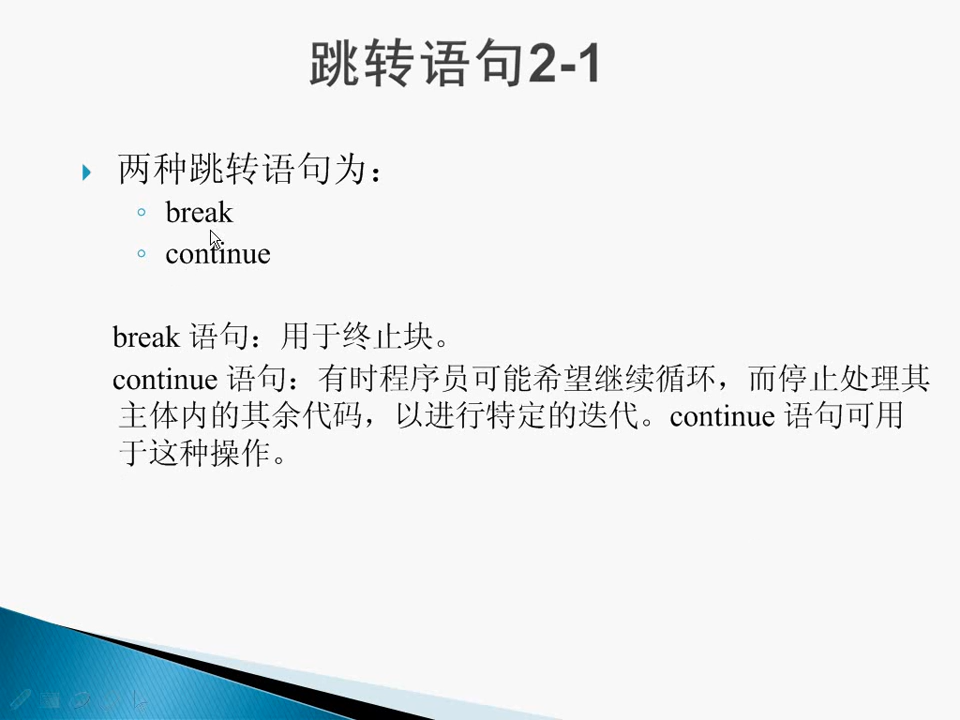 跳转语句2-1
两种跳转语句为：
break
continue
break 语句：用于终止块。
continue 语句：有时程序员可能希望继续循环，而停止处理其
主体内的其余代码，以进行特定的迭代。continue 语句可用
于这种操作。